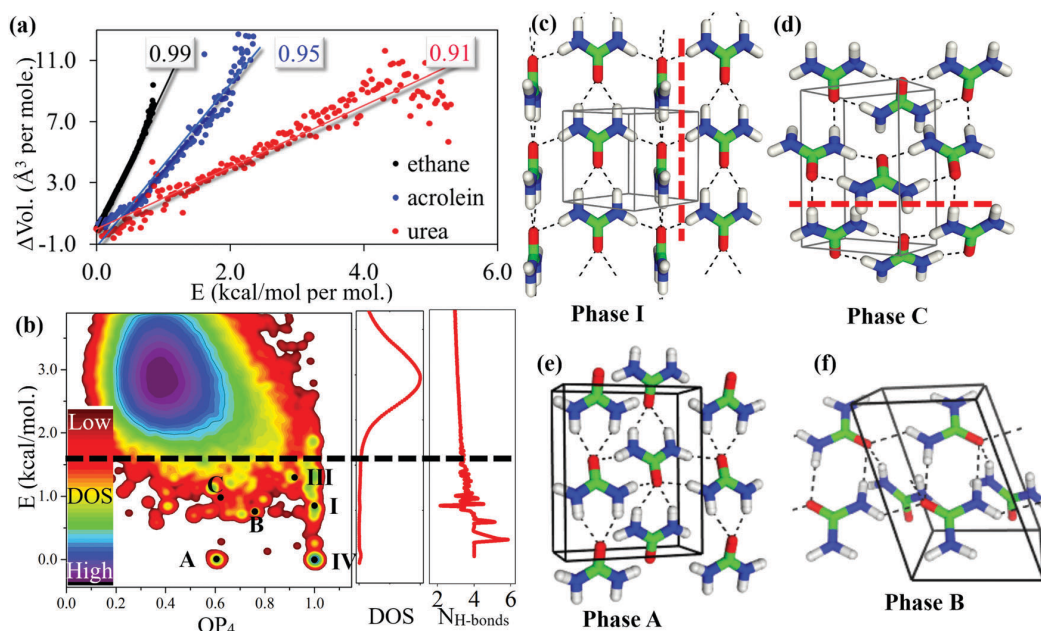 (a)
ΔVol. (Å³ per mole.)
11.0
7.0
3.0
-1.0
0.99
0.95
0.91
ethane
acrolein
urea
0.0
2.0
4.0
6.0
E (kcal/mol per mol.)
(b)
E (kcal/mol.)
3.0
2.0
1.0
0.0
Low
DOS
High
A
B
C
III
I
IV
0.0
0.2
0.4
0.6
0.8
1.0
OP₄
DOS
2
4
6
N_H-bonds
(c)
Phase I
(d)
Phase C
(e)
Phase A
(f)
Phase B